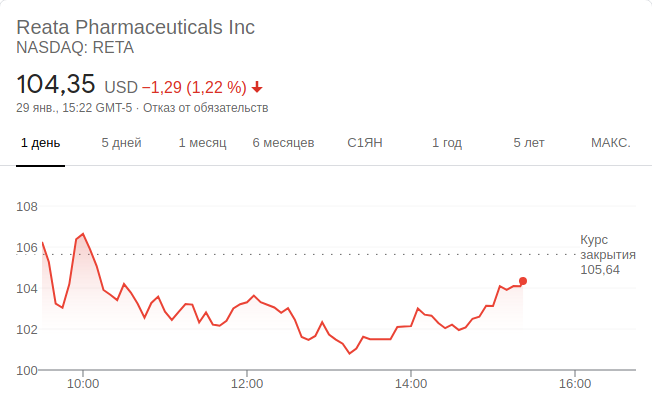 Reata Pharmaceuticals Inc
NASDAQ: RETA
104,35 USD −1,29 (1,22 %)
29 янв., 15:22 GMT-5 · Отказ от обязательств
1 день 5 дней 1 месяц 6 месяцев С1ЯН 1 год 5 лет МАКС.
108
106
104
102
100
Курс
закрытия
105,64
10:00 12:00 14:00 16:00